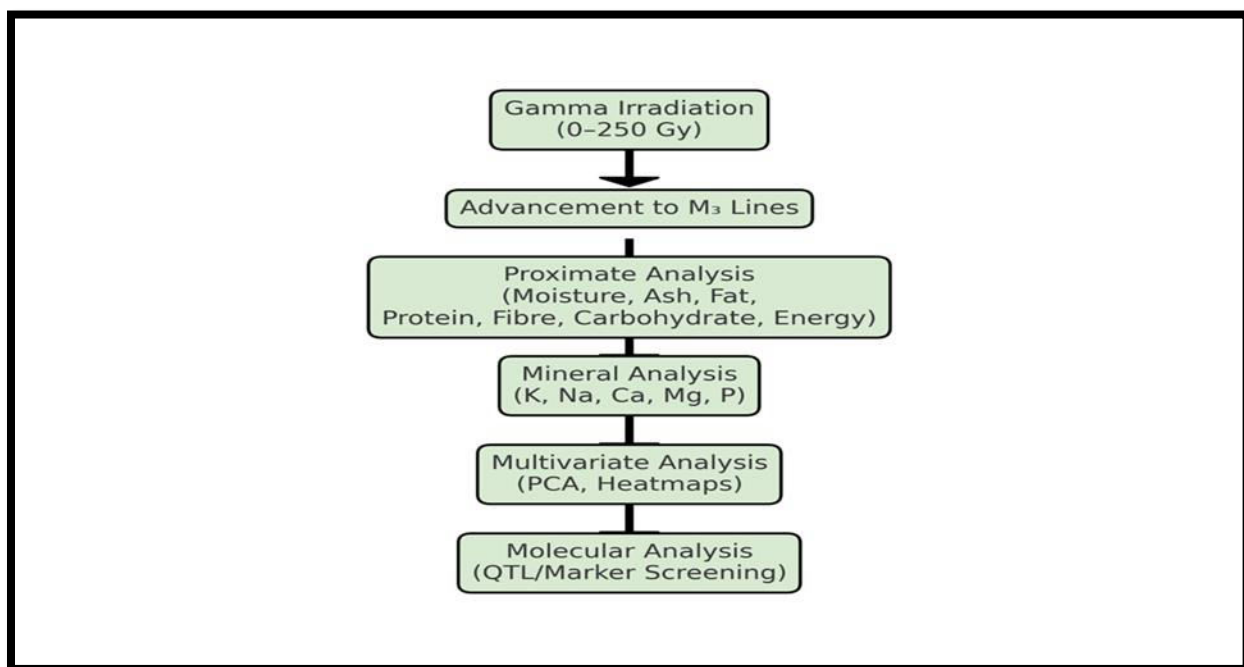 Gamma Irradiation
(0–250 Gy)
Advancement to M₃ Lines
Proximate Analysis
(Moisture, Ash, Fat,
Protein, Fibre, Carbohydrate, Energy)
Mineral Analysis
(K, Na, Ca, Mg, P)
Multivariate Analysis
(PCA, Heatmaps)
Molecular Analysis
(QTL/Marker Screening)